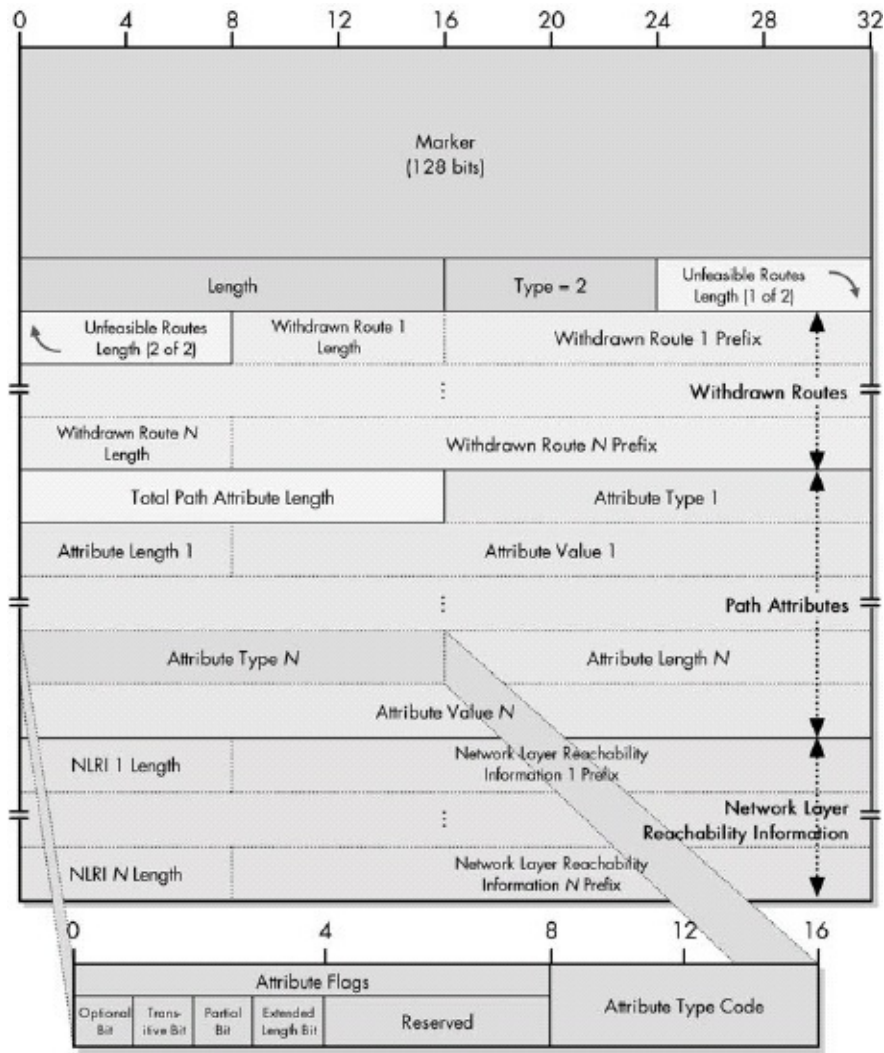 0 4 8 12 16 20 24 28 32
Marker
(128 bits)
Length
Type = 2
Unfeasible Routes
Length (1 of 2)
Unfeasible Routes
Length (2 of 2)
Withdrawn Route 1
Length
Withdrawn Route 1 Prefix
Withdrawn Routes
Withdrawn Route N
Length
Withdrawn Route N Prefix
Total Path Attribute Length
Attribute Type 1
Attribute Length 1
Attribute Value 1
Path Attributes
Attribute Type N
Attribute Length N
Attribute Value N
NLRI 1 Length
Network Layer Reachability
Information 1 Prefix
Network Layer
Reachability Information
NLRI N Length
Network Layer Reachability
Information N Prefix
0 4 8 12 16
Attribute Flags
Optional
Bit
Trans-
itive Bit
Partial
Bit
Extended
Length Bit
Reserved
Attribute Type Code